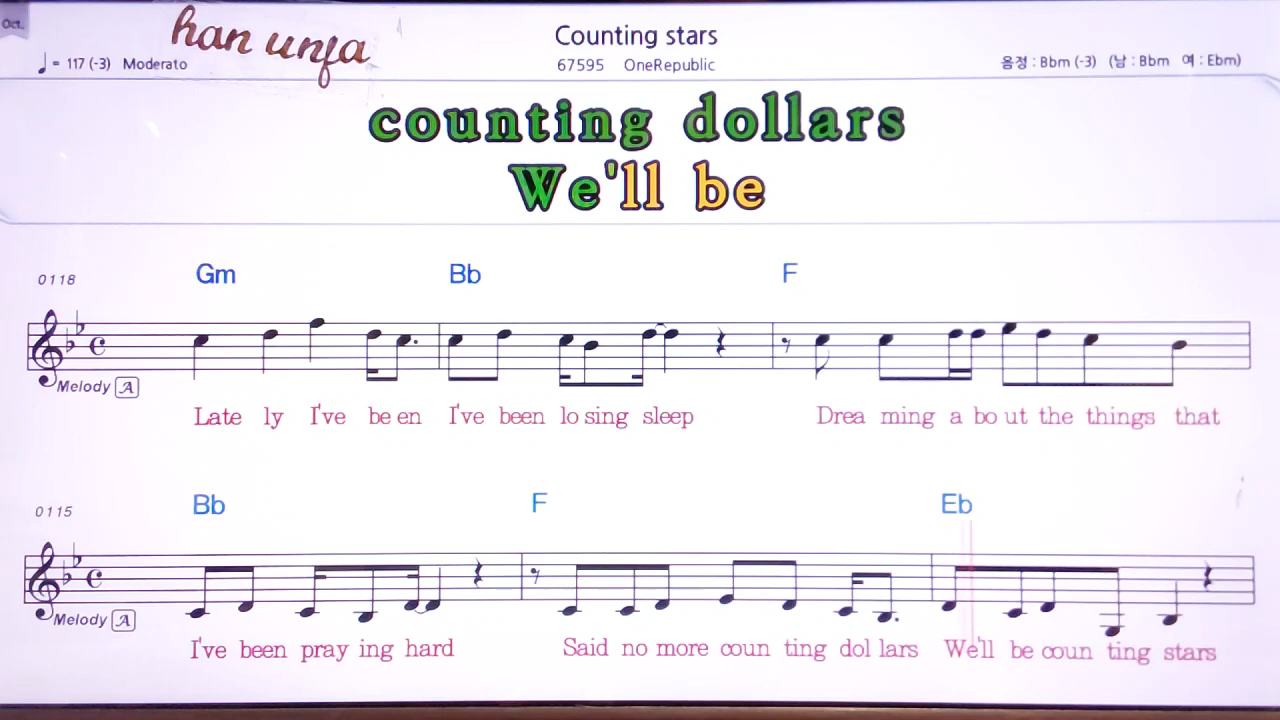 Oct.
han unfa
Counting stars
♩ = 117 (-3) Moderato
67595 OneRepublic
음정 : Bbm (-3) (남 : Bbm 여 : Ebm)
counting dollars
We'll be
0118
Gm Bb F
Melody A
Late ly I've be en I've been lo sing sleep Drea ming a bo ut the things that
0115
Bb F Eb
Melody A
I've been pray ing hard Said no more coun ting dol lars We'll be coun ting stars